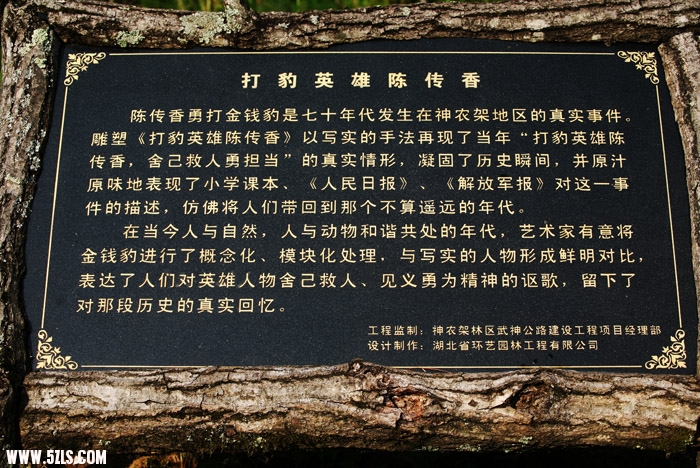 打豹英雄陈传香
陈传香勇打金钱豹是七十年代发生在神农架地区的真实事件。
雕塑《打豹英雄陈传香》以写实的手法再现了当年“打豹英雄陈
传香，舍己救人勇担当”的真实情形，凝固了历史瞬间，并原汁
原味地表现了小学课本、《人民日报》、《解放军报》对这一事
件的描述，仿佛将人们带回到那个不算遥远的年代。
在当今人与自然，人与动物和谐共处的年代，艺术家有意将
金钱豹进行了概念化、模块化处理，与写实的人物形成鲜明对比，
表达了人们对英雄人物舍己救人、见义勇为精神的讴歌，留下了
对那段历史的真实回忆。
工程监制：神农架林区武神公路建设工程项目经理部
设计制作：湖北省环艺园林工程有限公司
WWW.5ZLS.COM